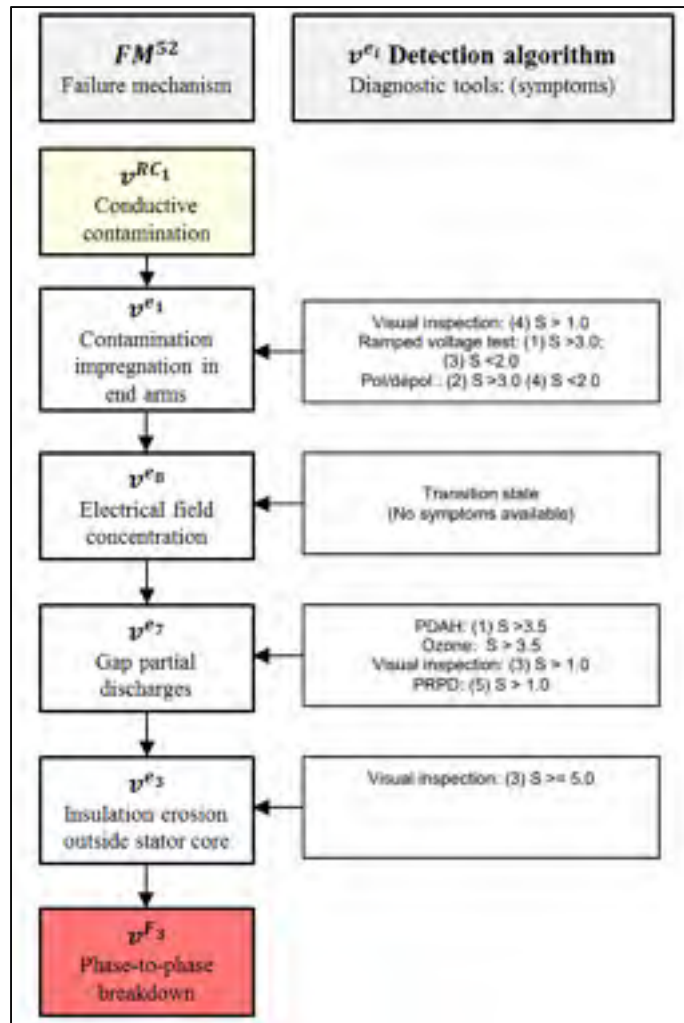 FM^52
Failure mechanism
v^ei Detection algorithm
Diagnostic tools: (symptoms)
v^RC1
Conductive
contamination
v^e1
Contamination
impregnation in
end arms
Visual inspection: (4) S > 1.0
Ramped voltage test: (1) S >3.0;
(3) S <2.0
Pol/dépol.: (2) S >3.0 (4) S <2.0
v^e8
Electrical field
concentration
Transition state
(No symptoms available)
v^e7
Gap partial
discharges
PDAH: (1) S >3.5
Ozone: S > 3.5
Visual inspection: (3) S > 1.0
PRPD: (5) S > 1.0
v^e3
Insulation erosion
outside stator core
Visual inspection: (3) S >= 5.0
v^F3
Phase-to-phase
breakdown